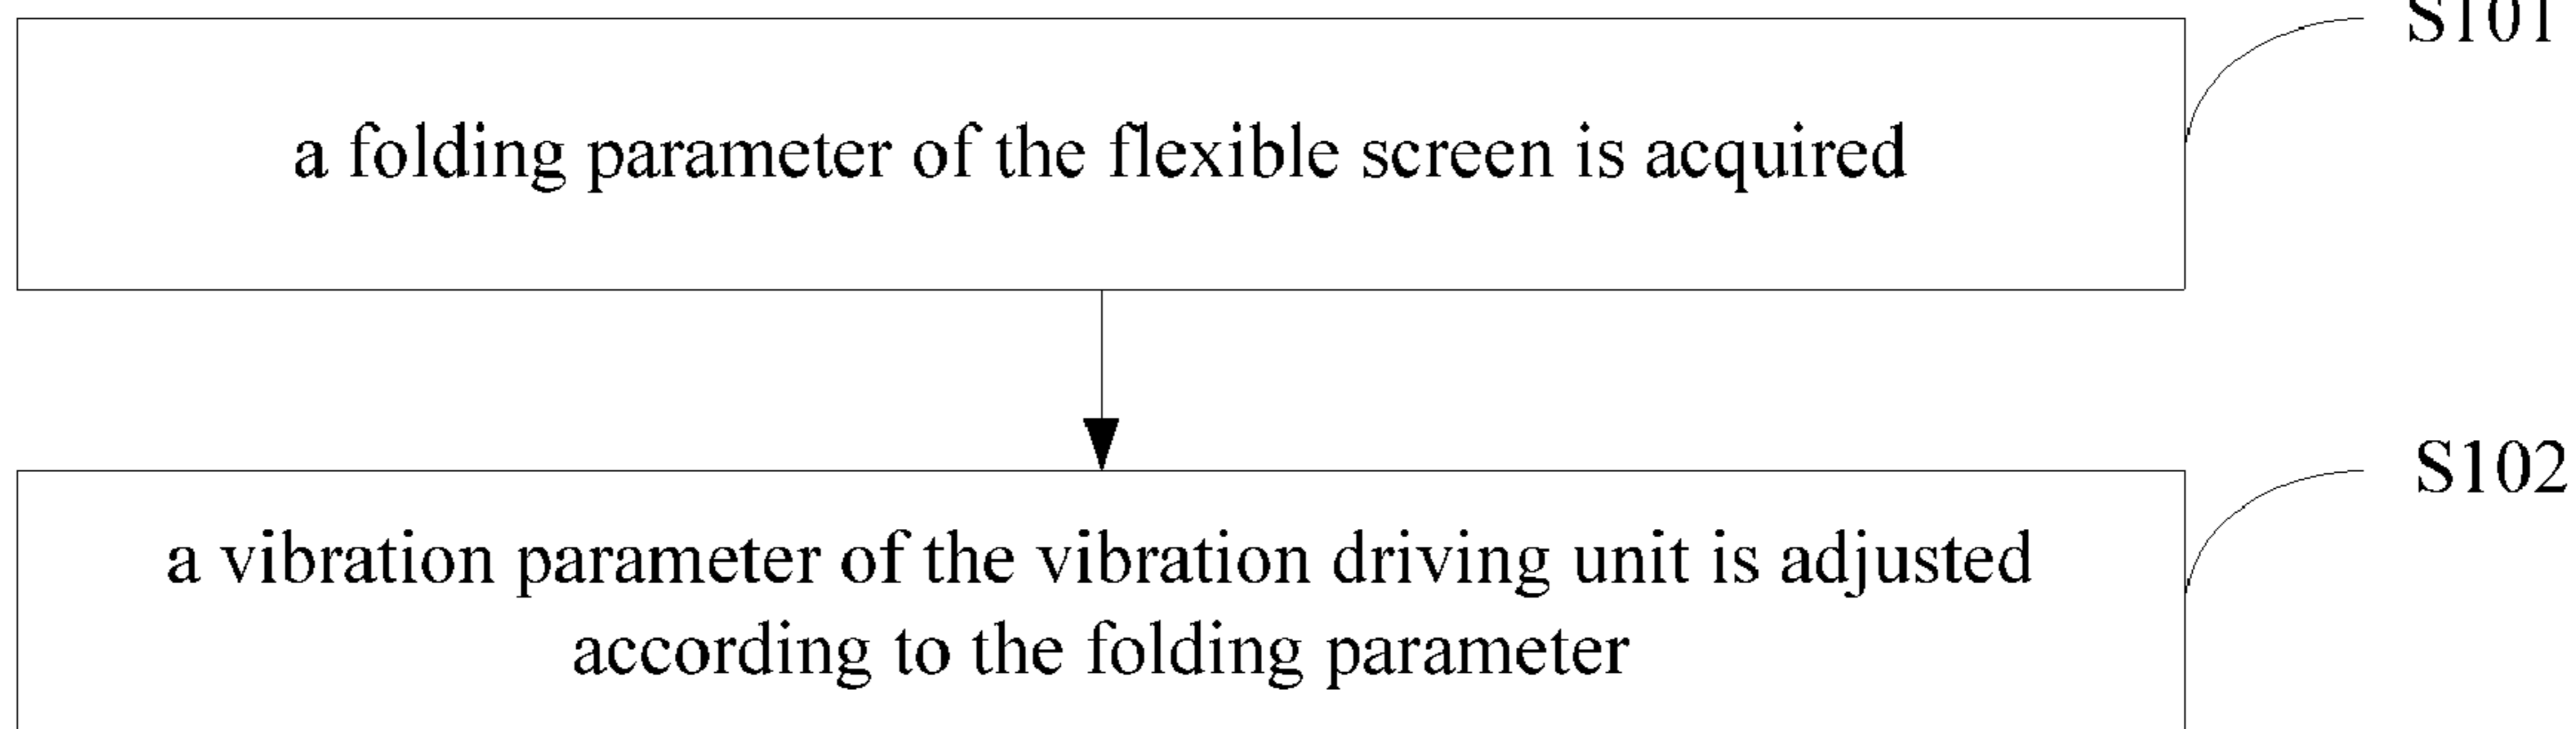 S101
a folding parameter of the flexible screen is acquired
S102
a vibration parameter of the vibration driving unit is adjusted
according to the folding parameter